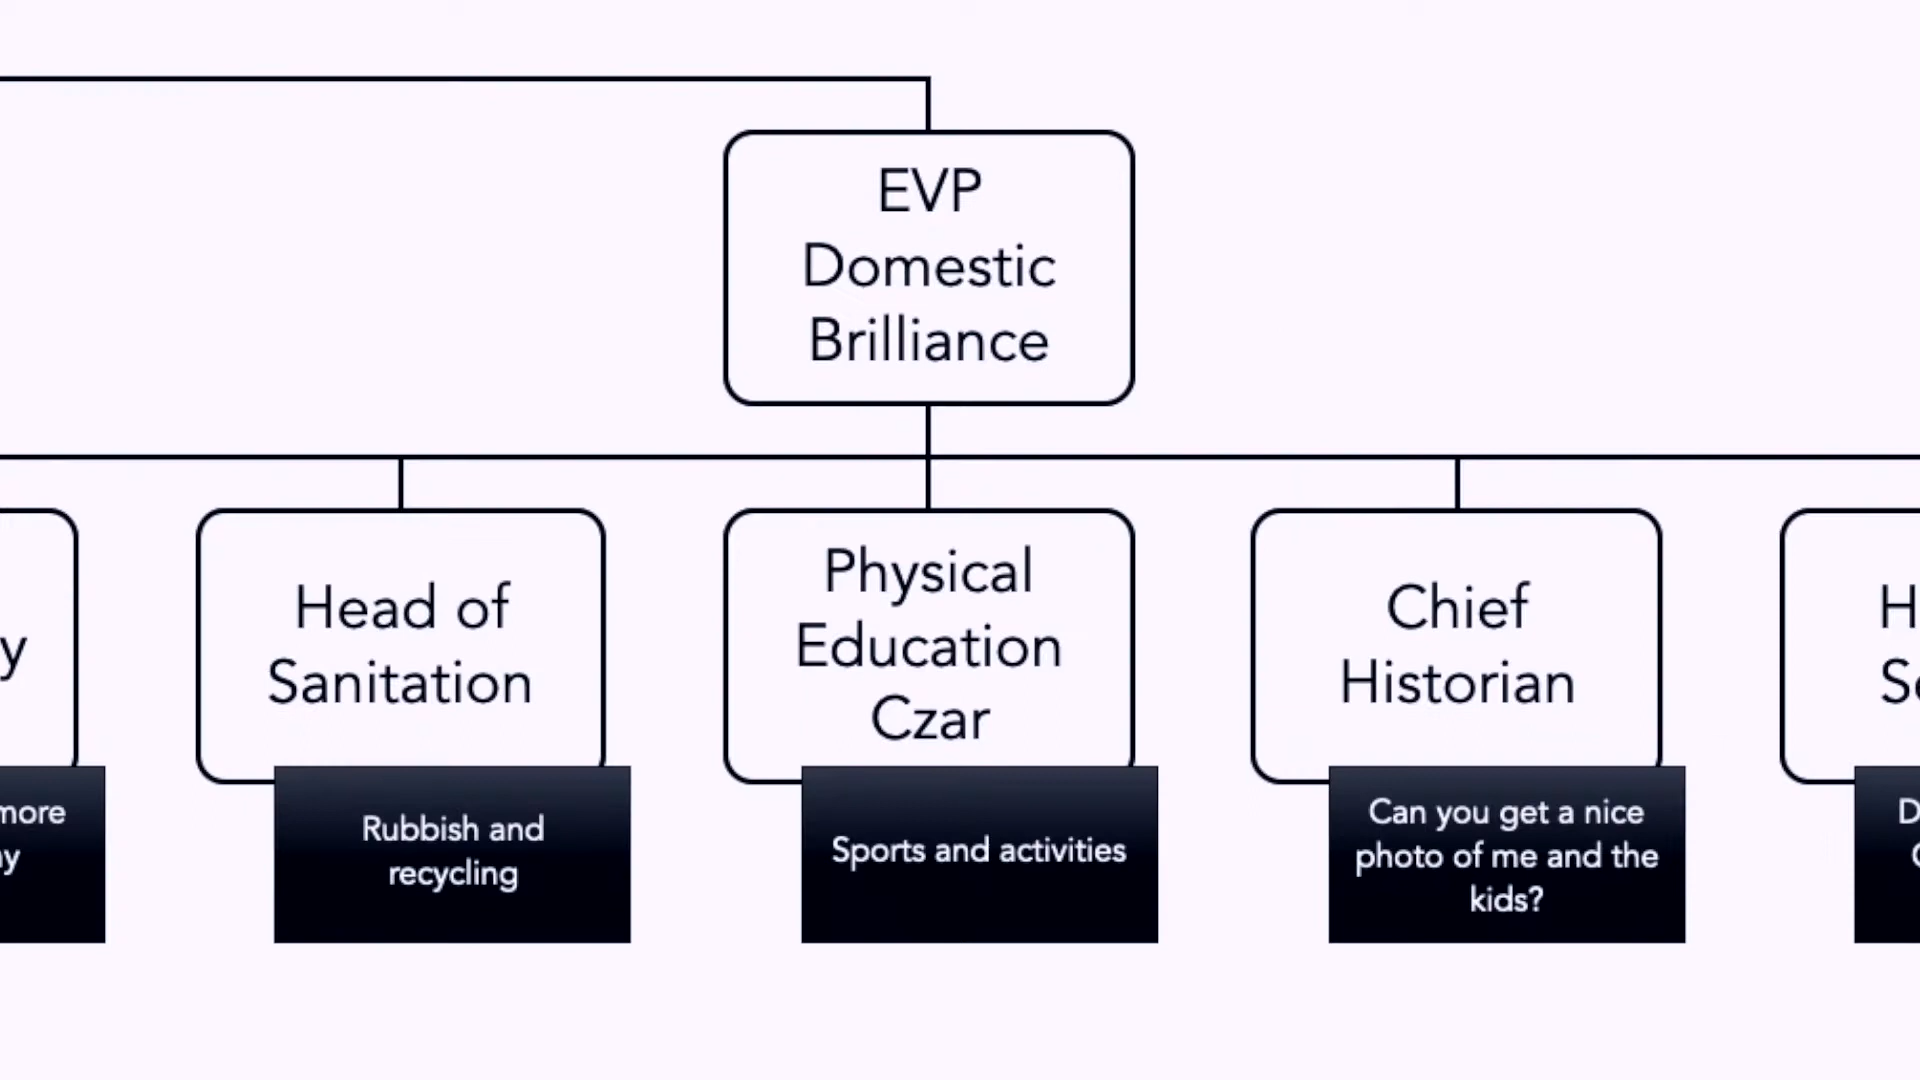 EVP
Domestic
Brilliance
Head of
Sanitation
Physical
Education
Czar
Chief
Historian
more
Rubbish and
recycling
Sports and activities
Can you get a nice
photo of me and the
kids?